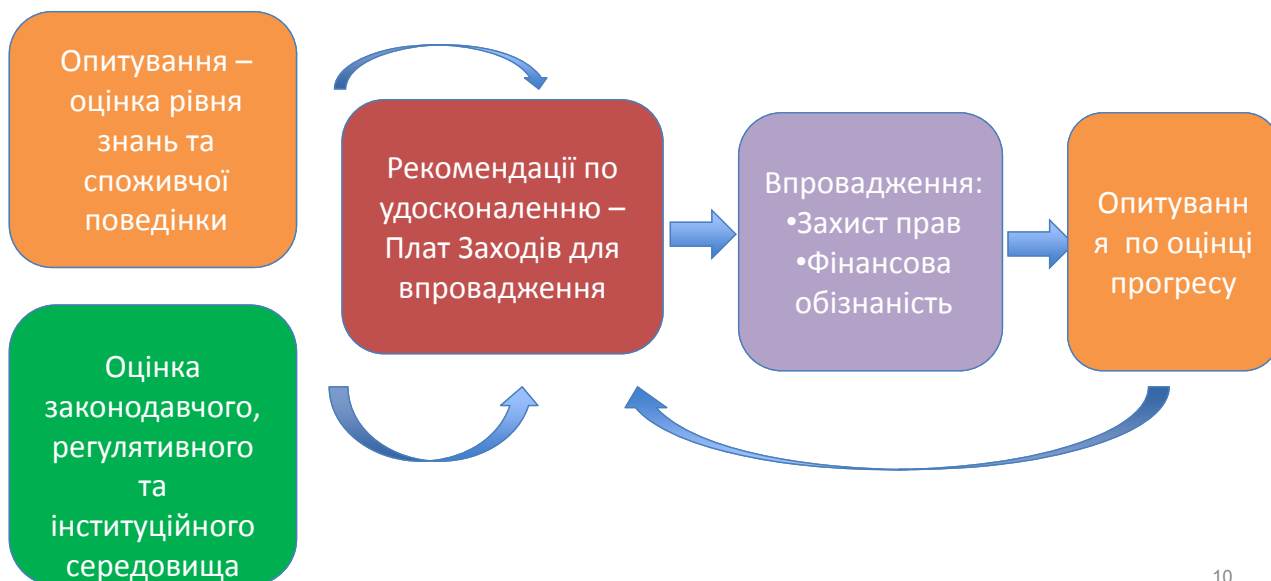 Опитування –
оцінка рівня
знань та
споживчої
поведінки
Оцінка
законодавчого,
регулятивного
та
інституційного
середовища
Рекомендації по
удосконаленню –
Плат Заходів для
впровадження
Впровадження:
•Захист прав
•Фінансова
обізнаність
Опитуванн
я по оцінці
прогресу
10